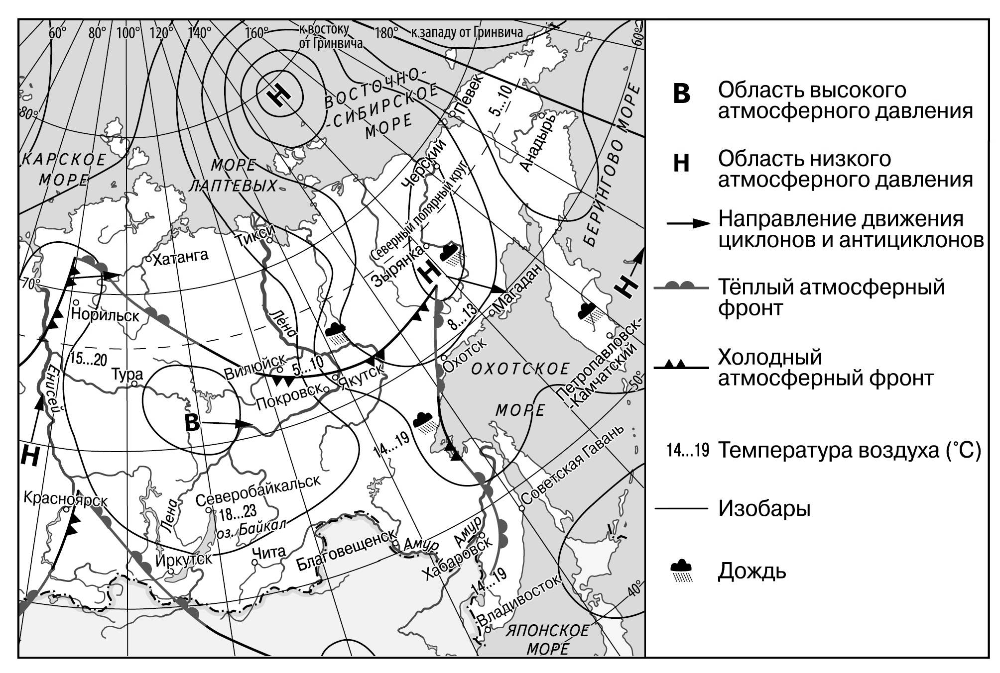 60°
80°
100°
120°
140°
160°
к востоку
от Гринвича
180°
к западу от Гринвича
60°
80°
Н
ВОСТОЧНО-
-СИБИРСКОЕ
МОРЕ
Певек
5...10
Анадырь
БЕРИНГОВО МОРЕ
КАРСКОЕ
МОРЕ
МОРЕ
ЛАПТЕВЫХ
Черский
Северный полярный круг
Тикси
Хатанга
Зырянка
Н
Магадан
Н
70°
Норильск
Лена
8...13
Петропавловск-
-Камчатский
15...20
Тура
Енисей
Вилюйск
5...10
Якутск
Покровск
Охотск
ОХОТСКОЕ
МОРЕ
50°
В
14...19
Н
Советская Гавань
Красноярск
Лена
Северобайкальск
18...23
оз. Байкал
Иркутск
Чита
Благовещенск
Амур
Амур
Хабаровск
14...19
Владивосток
40°
ЯПОНСКОЕ
МОРЕ
В
Область высокого
атмосферного давления
Н
Область низкого
атмосферного давления
Направление движения
циклонов и антициклонов
Тёплый атмосферный
фронт
Холодный
атмосферный фронт
14...19 Температура воздуха (°С)
Изобары
Дождь